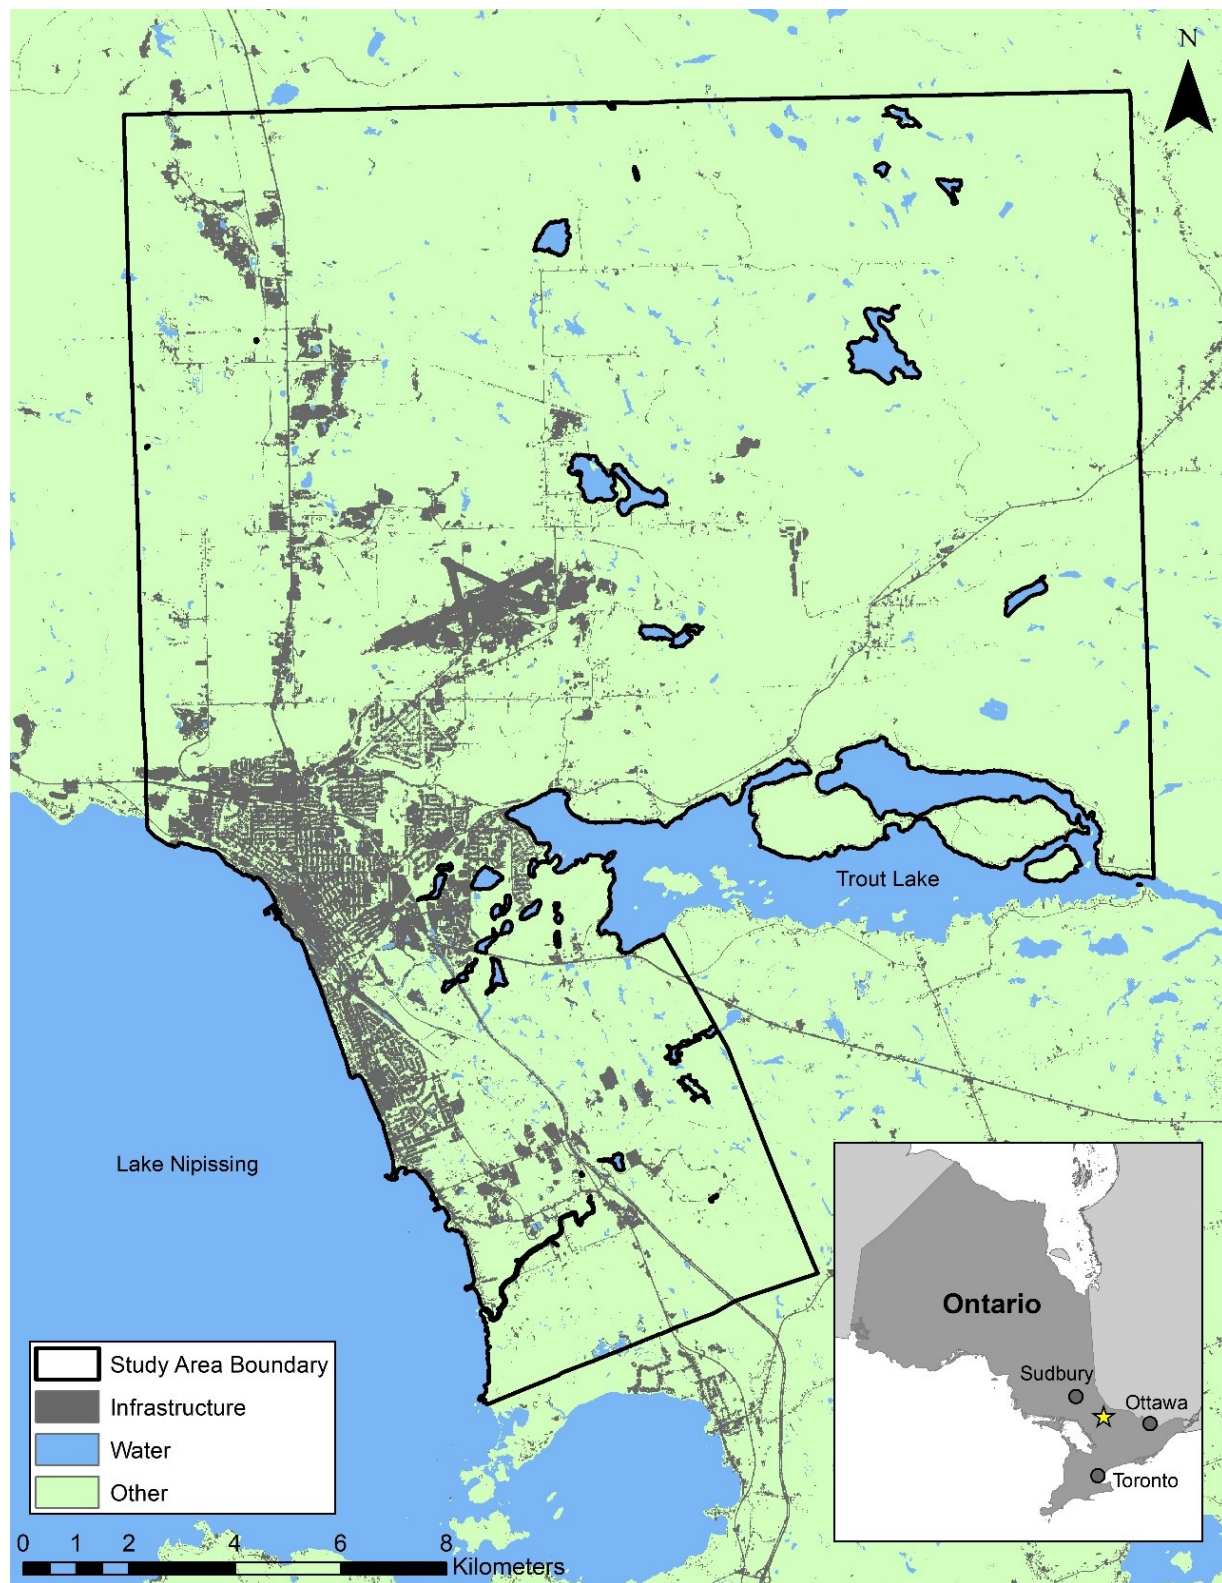 N
Trout Lake
Lake Nipissing
Ontario
Sudbury
Ottawa
Toronto
Study Area Boundary
Infrastructure
Water
Other
0 1 2 4 6 8
Kilometers